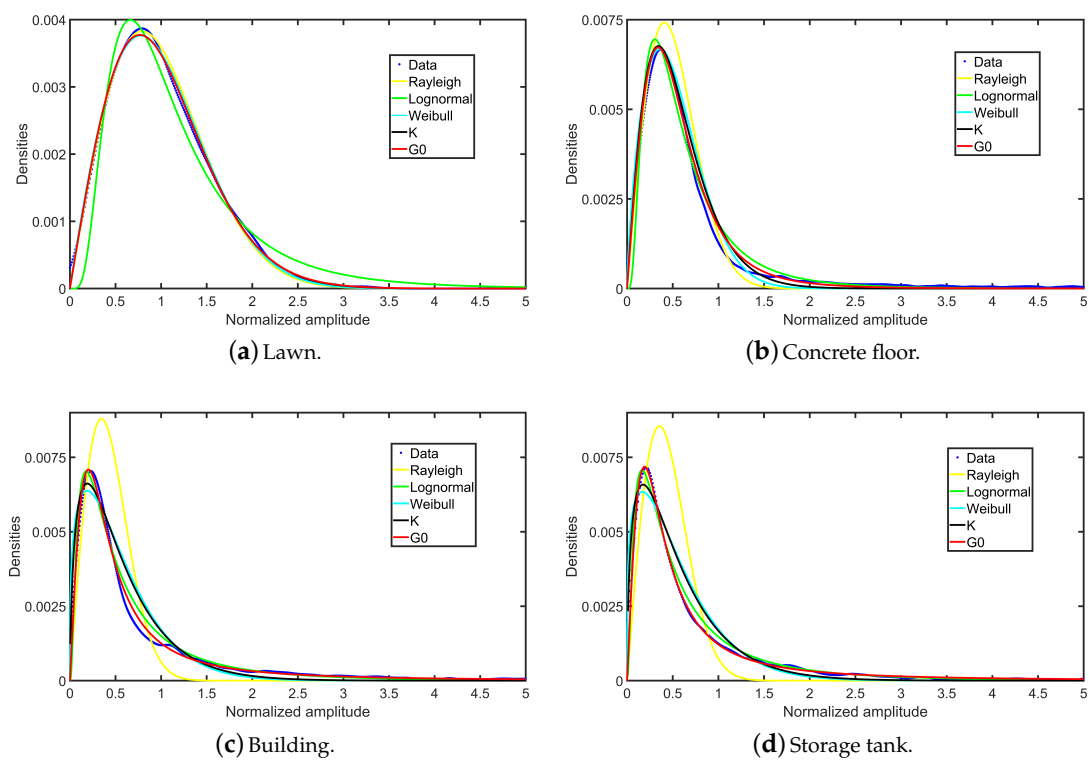 0.004
0.003
0.002
0.001
0
Densities
0 0.5 1 1.5 2 2.5 3 3.5 4 4.5 5
Normalized amplitude
Data
Rayleigh
Lognormal
Weibull
K
G0
(a) Lawn.
0.0075
0.005
0.0025
0
Densities
0 0.5 1 1.5 2 2.5 3 3.5 4 4.5 5
Normalized amplitude
Data
Rayleigh
Lognormal
Weibull
K
G0
(b) Concrete floor.
0.0075
0.005
0.0025
0
Densities
0 0.5 1 1.5 2 2.5 3 3.5 4 4.5 5
Normalized amplitude
Data
Rayleigh
Lognormal
Weibull
K
G0
(c) Building.
0.0075
0.005
0.0025
0
Densities
0 0.5 1 1.5 2 2.5 3 3.5 4 4.5 5
Normalized amplitude
Data
Rayleigh
Lognormal
Weibull
K
G0
(d) Storage tank.